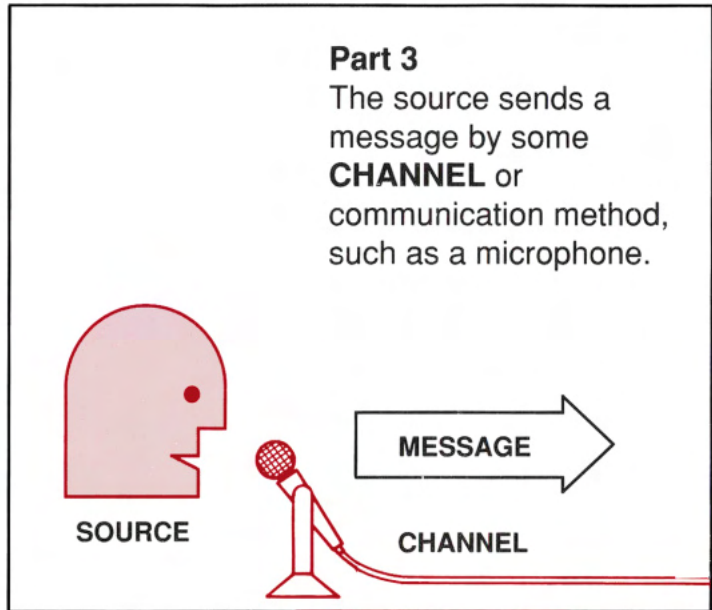 Part 3
The source sends a
message by some
CHANNEL or
communication method,
such as a microphone.
MESSAGE
SOURCE
CHANNEL